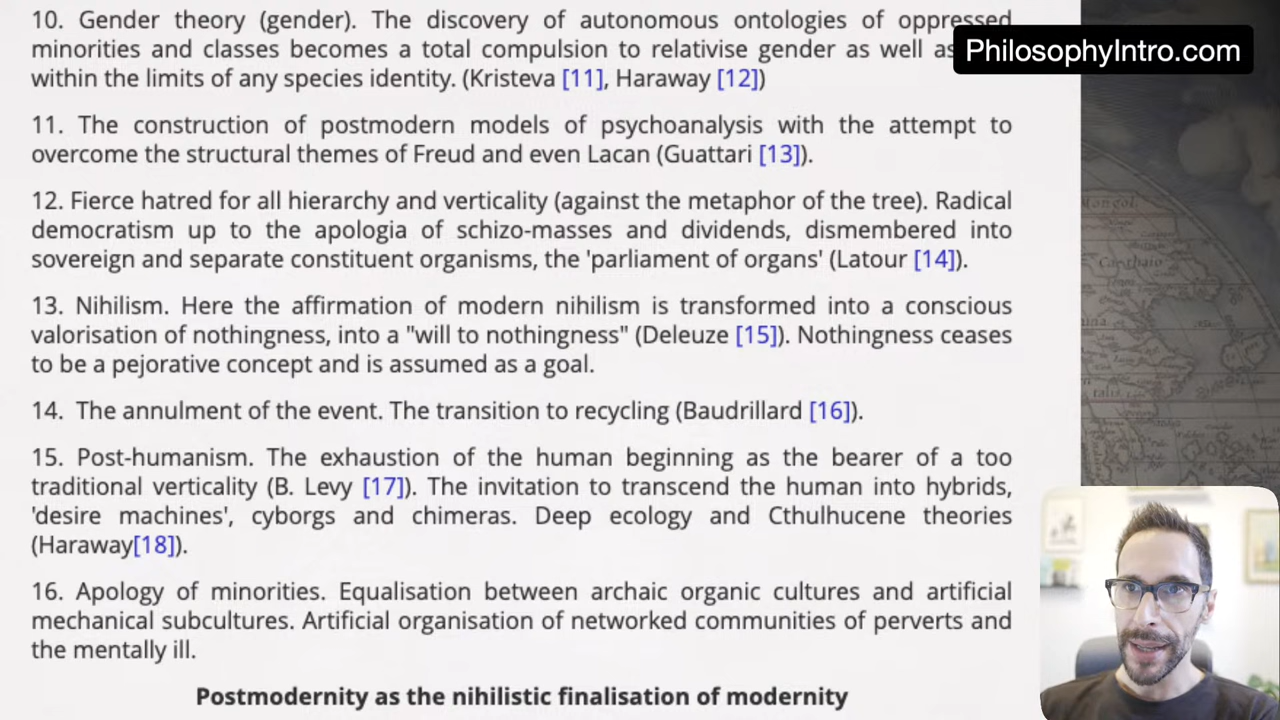 10. Gender theory (gender). The discovery of autonomous ontologies of oppressed
minorities and classes becomes a total compulsion to relativise gender as well as
within the limits of any species identity. (Kristeva [11], Haraway [12])
PhilosophyIntro.com
11. The construction of postmodern models of psychoanalysis with the attempt to
overcome the structural themes of Freud and even Lacan (Guattari [13]).
12. Fierce hatred for all hierarchy and verticality (against the metaphor of the tree). Radical
democratism up to the apologia of schizo-masses and dividends, dismembered into
sovereign and separate constituent organisms, the 'parliament of organs' (Latour [14]).
13. Nihilism. Here the affirmation of modern nihilism is transformed into a conscious
valorisation of nothingness, into a "will to nothingness" (Deleuze [15]). Nothingness ceases
to be a pejorative concept and is assumed as a goal.
14. The annulment of the event. The transition to recycling (Baudrillard [16]).
15. Post-humanism. The exhaustion of the human beginning as the bearer of a too
traditional verticality (B. Levy [17]). The invitation to transcend the human into hybrids,
'desire machines', cyborgs and chimeras. Deep ecology and Cthulhucene theories
(Haraway[18]).
16. Apology of minorities. Equalisation between archaic organic cultures and artificial
mechanical subcultures. Artificial organisation of networked communities of perverts and
the mentally ill.
Postmodernity as the nihilistic finalisation of modernity